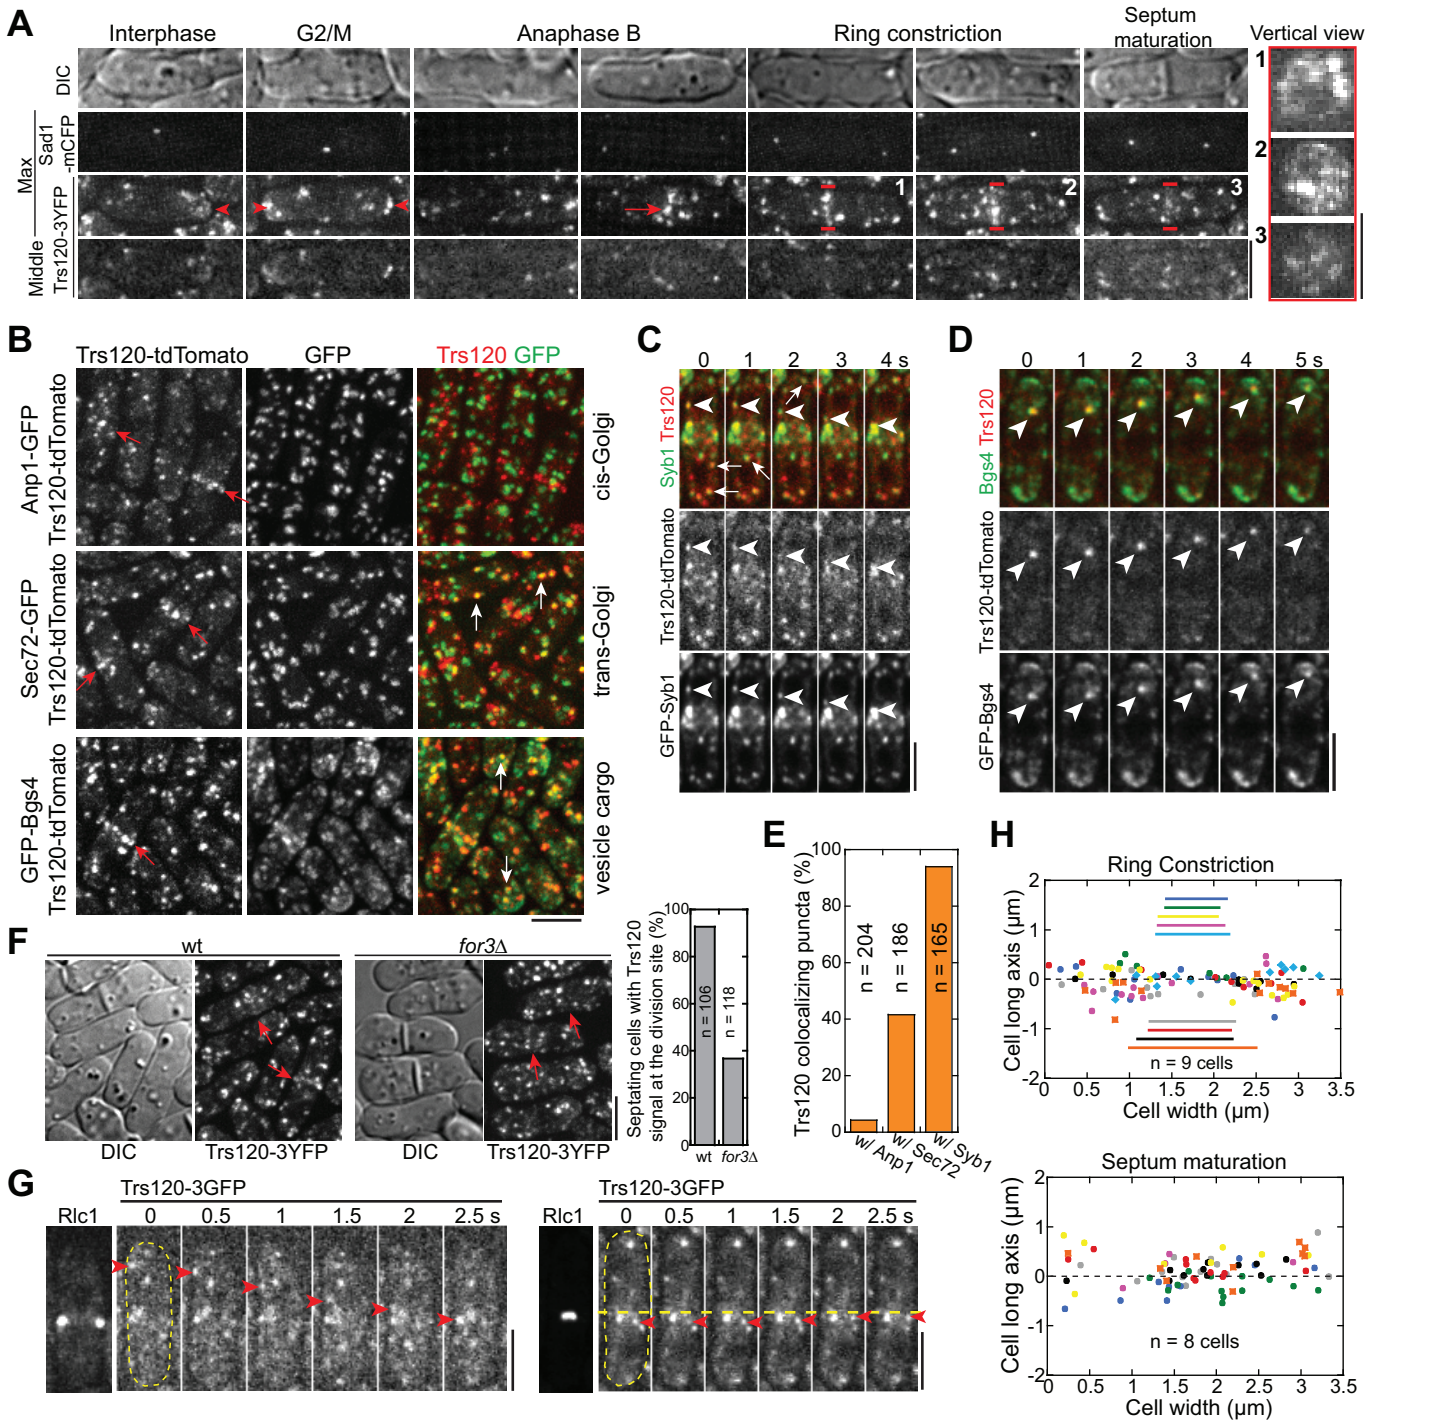 A
Interphase
G2/M
Anaphase B
Ring constriction
Septum
maturation
Vertical view
DIC
Max
Sad1
-mCFP
Middle
Trs120-3YFP
1
2
3
1
2
3
B
Trs120-tdTomato
GFP
Trs120 GFP
Anp1-GFP
Trs120-tdTomato
cis-Golgi
Sec72-GFP
Trs120-tdTomato
trans-Golgi
GFP-Bgs4
Trs120-tdTomato
vesicle cargo
C
0 1 2 3 4 s
Syb1 Trs120
Trs120-tdTomato
GFP-Syb1
D
0 1 2 3 4 5 s
Bgs4 Trs120
Trs120-tdTomato
GFP-Bgs4
E
Trs120 colocalizing puncta (%)
100
80
60
40
20
0
n = 204
n = 186
n = 165
w/ Anp1
w/ Sec72
w/ Syb1
F
wt
for3Δ
DIC
Trs120-3YFP
DIC
Trs120-3YFP
Septating cells with Trs120
signal at the division site (%)
100
80
60
40
20
0
n = 106
n = 118
wt
for3Δ
G
Trs120-3GFP
Rlc1
0 0.5 1 1.5 2 2.5 s
Trs120-3GFP
Rlc1
0 0.5 1 1.5 2 2.5 s
H
Ring Constriction
Cell long axis (µm)
2
1
0
-1
-2
n = 9 cells
0 0.5 1 1.5 2 2.5 3 3.5
Cell width (µm)
Septum maturation
Cell long axis (µm)
2
1
0
-1
-2
n = 8 cells
0 0.5 1 1.5 2 2.5 3 3.5
Cell width (µm)